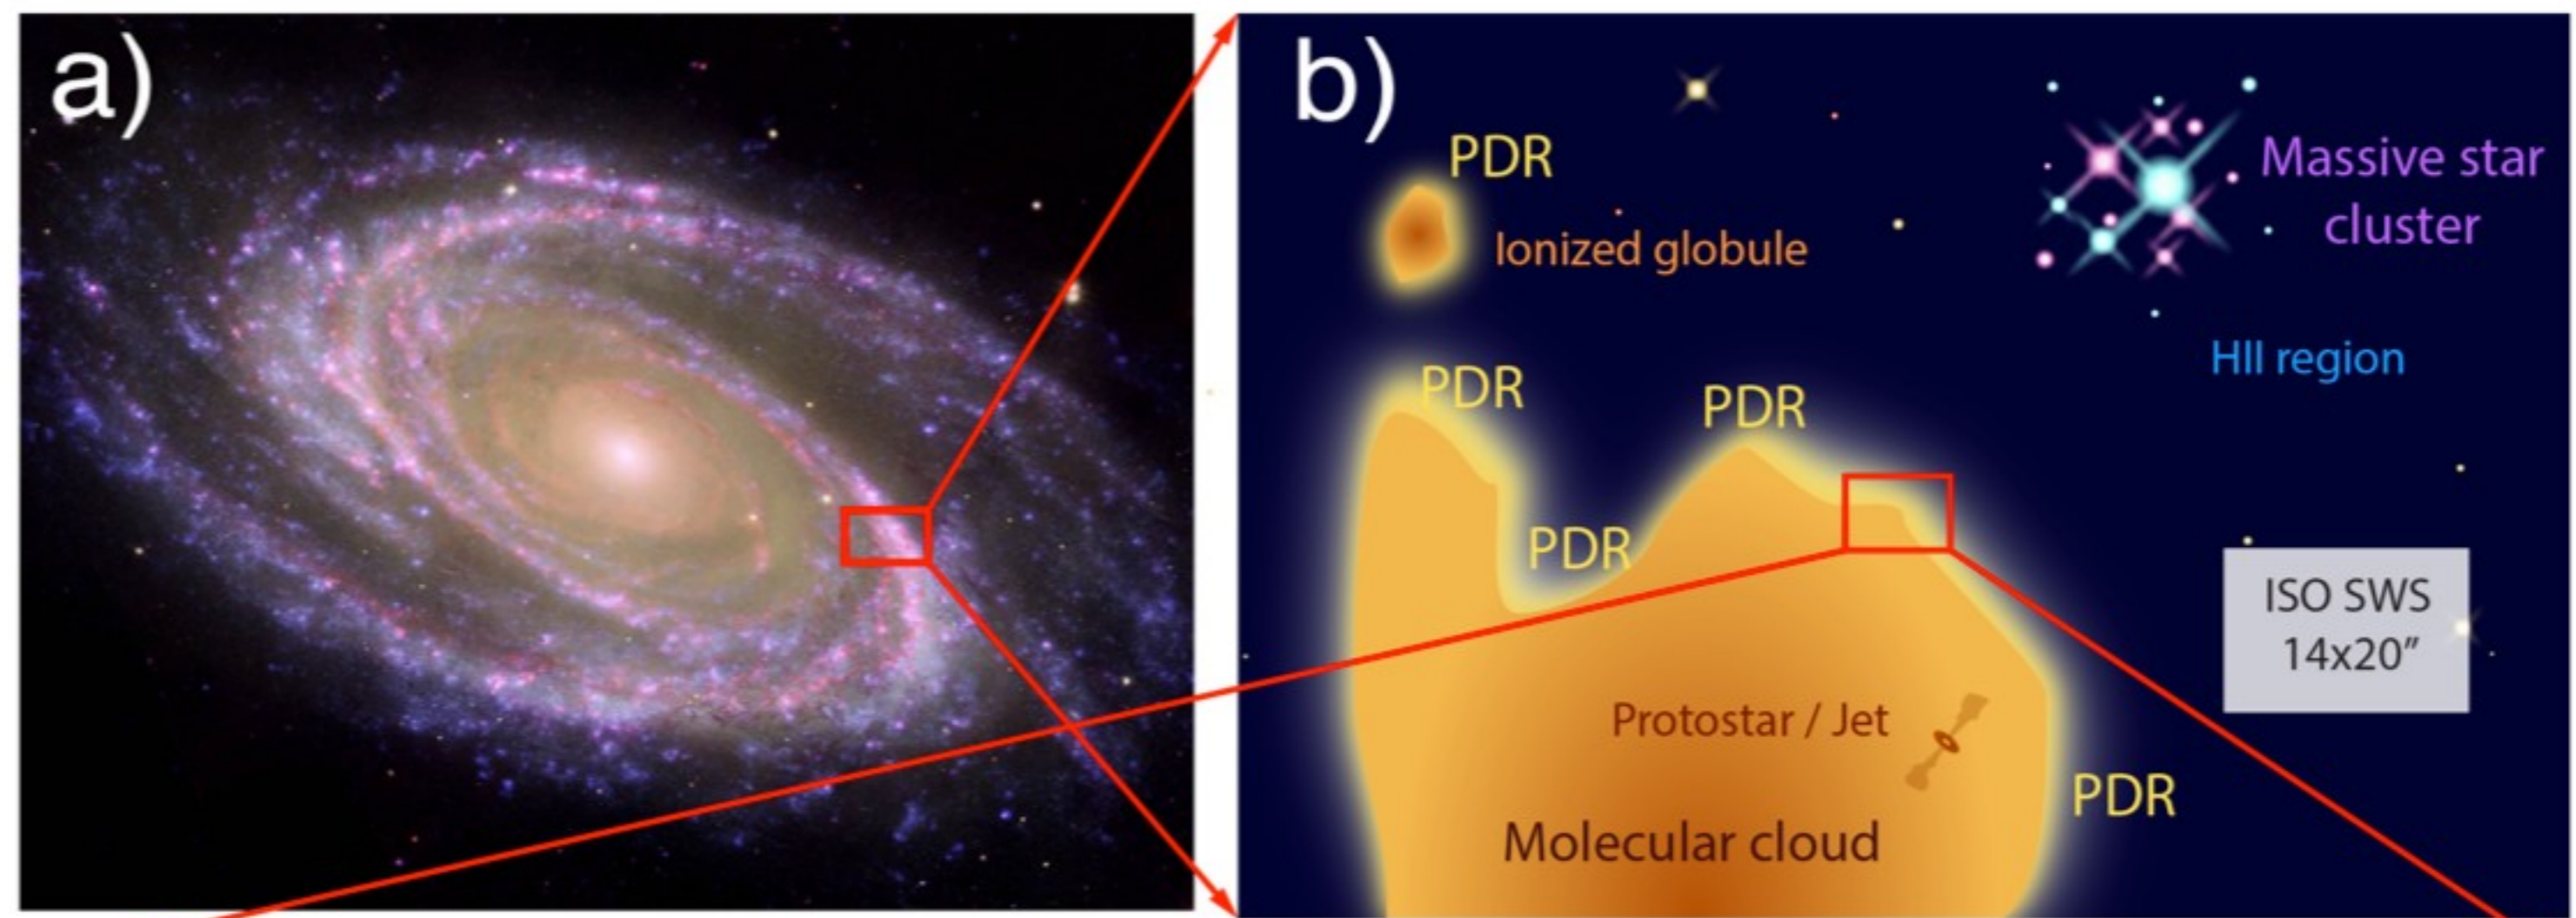 a)
b)
PDR
Ionized globule
Massive star
cluster
HII region
PDR
PDR
PDR
ISO SWS
14x20”
Protostar / Jet
PDR
Molecular cloud